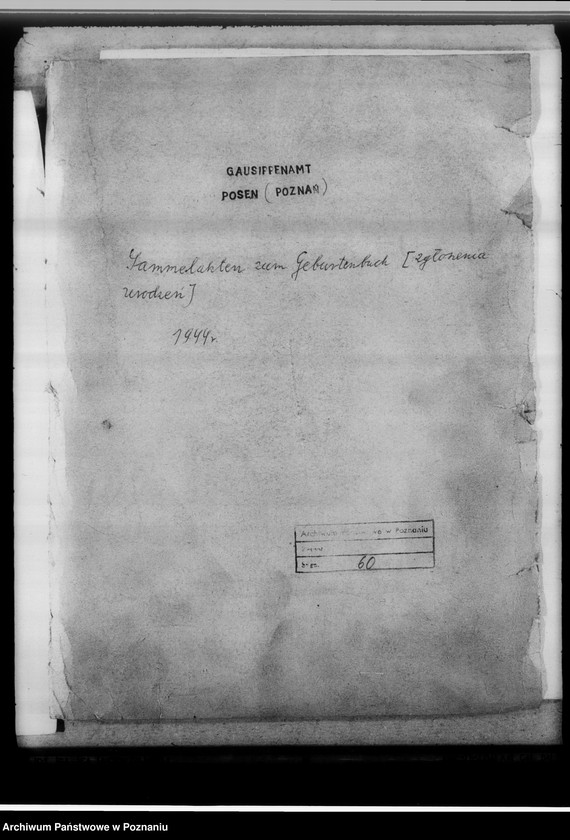 GAUSIPPENAMT
POSEN (POZNAŃ)
Sammelakten zum Geburtenbuch [zgłoszenia
urodzeń]
1944 r.
Archiwum Państwowe w Poznaniu
60
Archiwum Państwowe w Poznaniu